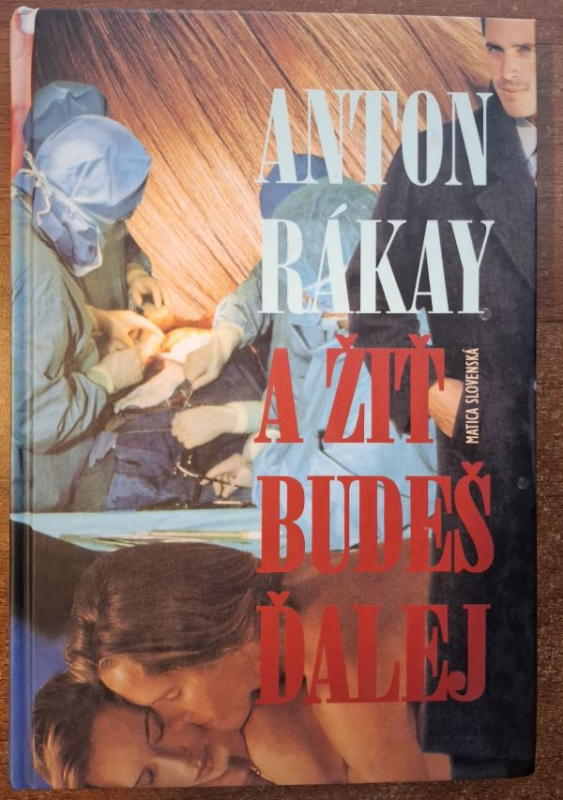 ANTON
RÁKAY
A ŽIŤ
BUDEŠ
ĎALEJ
MATICA SLOVENSKÁ